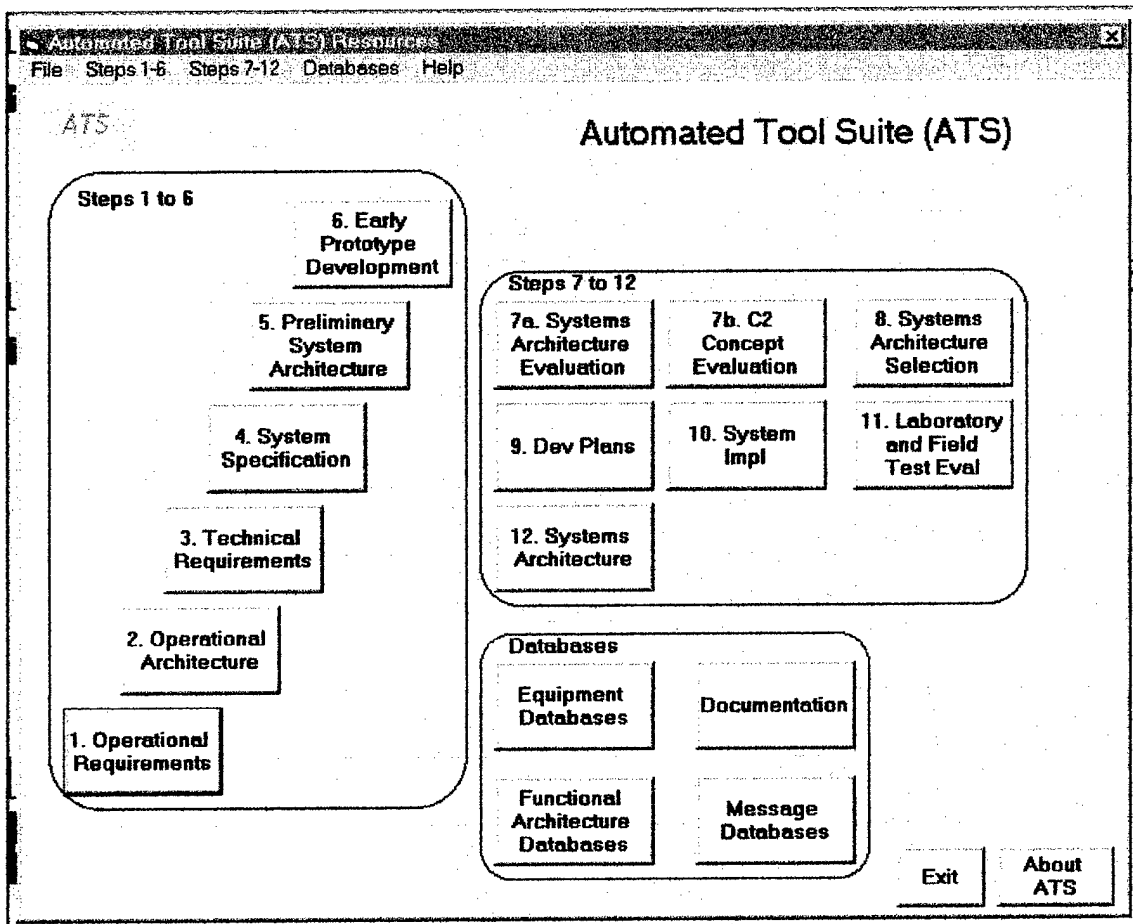 Automated Tool Suite (ATS) Resources
File Steps 1-6 Steps 7-12 Databases Help
ATS
Automated Tool Suite (ATS)
Steps 1 to 6
6. Early
Prototype
Development
5. Preliminary
System
Architecture
4. System
Specification
3. Technical
Requirements
2. Operational
Architecture
1. Operational
Requirements
Steps 7 to 12
7a. Systems
Architecture
Evaluation
7b. C2
Concept
Evaluation
8. Systems
Architecture
Selection
9. Dev Plans
10. System
Impl
11. Laboratory
and Field
Test Eval
12. Systems
Architecture
Databases
Equipment
Databases
Documentation
Functional
Architecture
Databases
Message
Databases
Exit
About
ATS